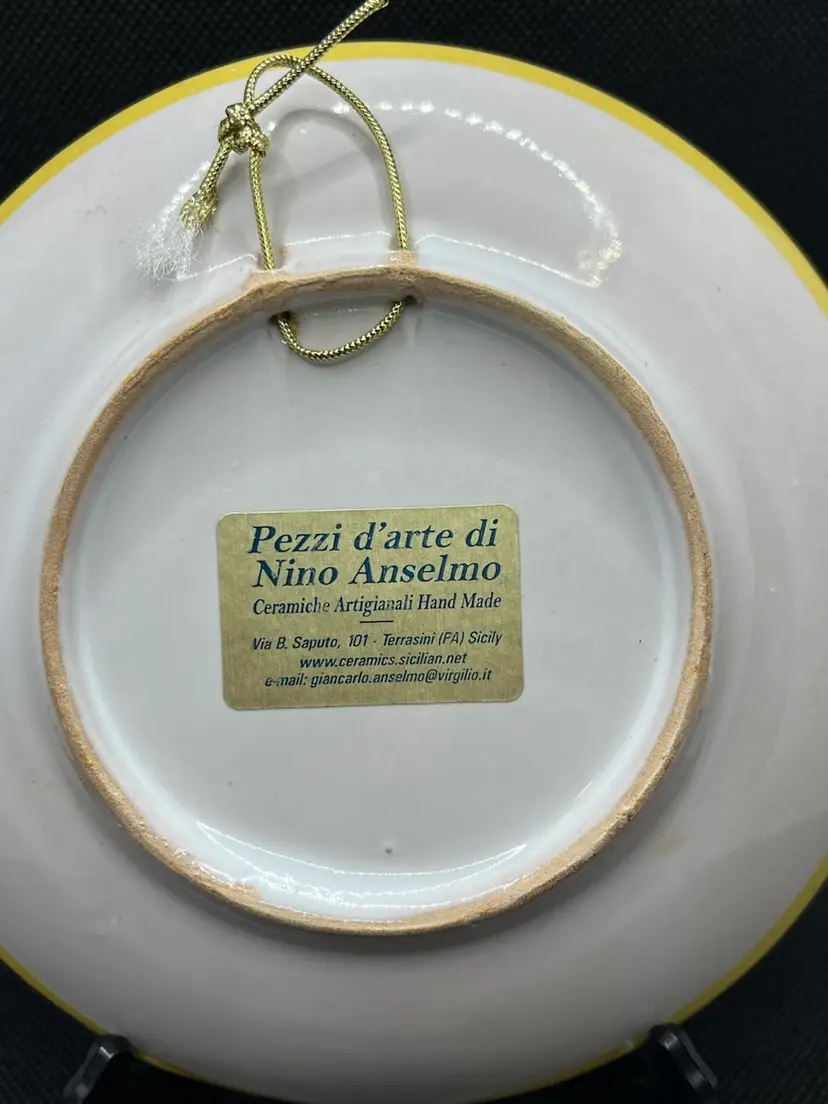 Pezzi d'arte di
Nino Anselmo
Ceramiche Artigianali Hand Made
Via B. Saputo, 101 - Terrasini (PA) Sicily
www.ceramics.sicilian.net
e-mail: giancarlo.anselmo@virgilio.it